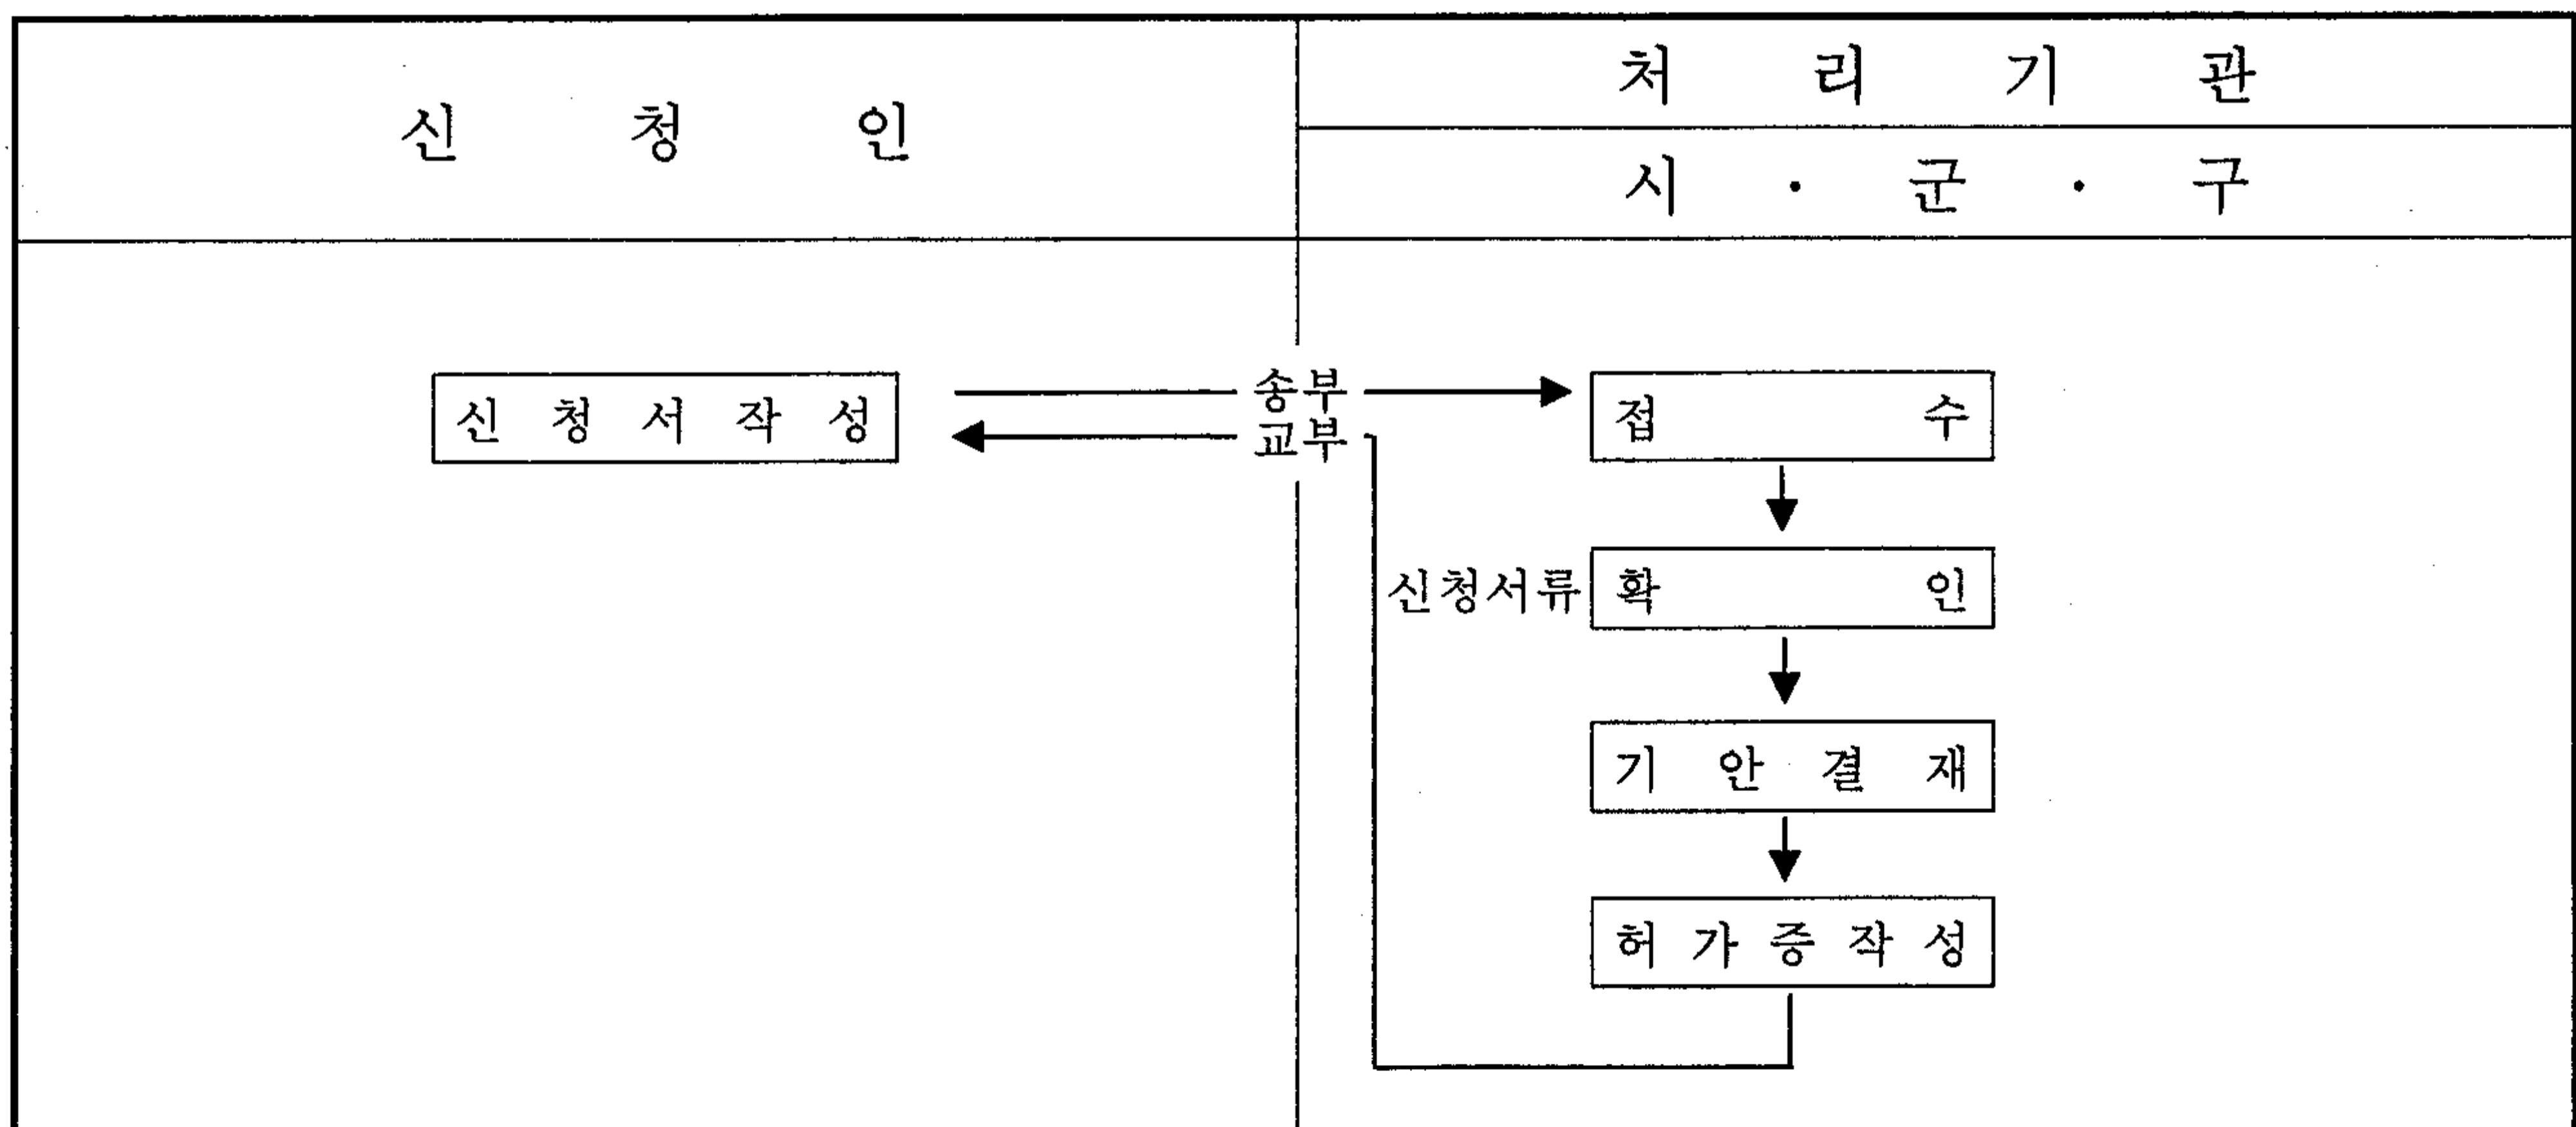 신청인
처리기관
시·군·구
신청서작성
송부
교부
접수
신청서류 확인
기안결재
허가증작성